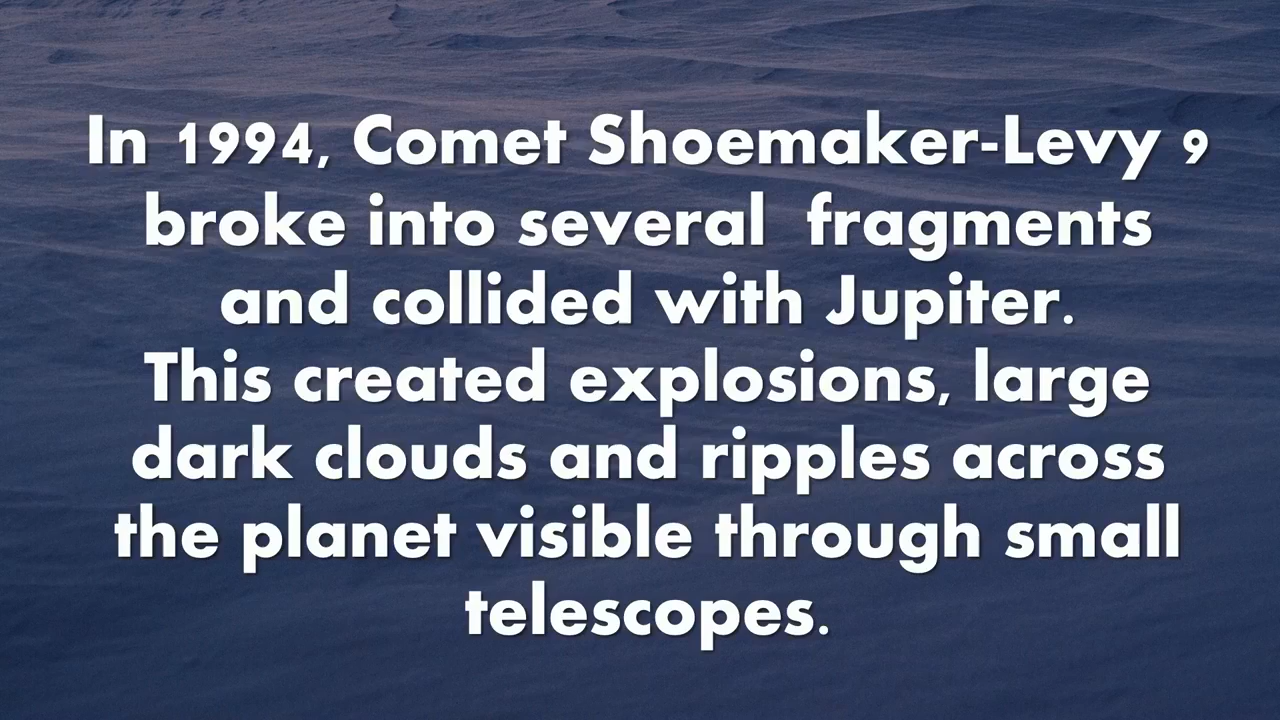 In 1994, Comet Shoemaker-Levy 9
broke into several  fragments
and collided with Jupiter.
This created explosions, large
dark clouds and ripples across
the planet visible through small
telescopes.